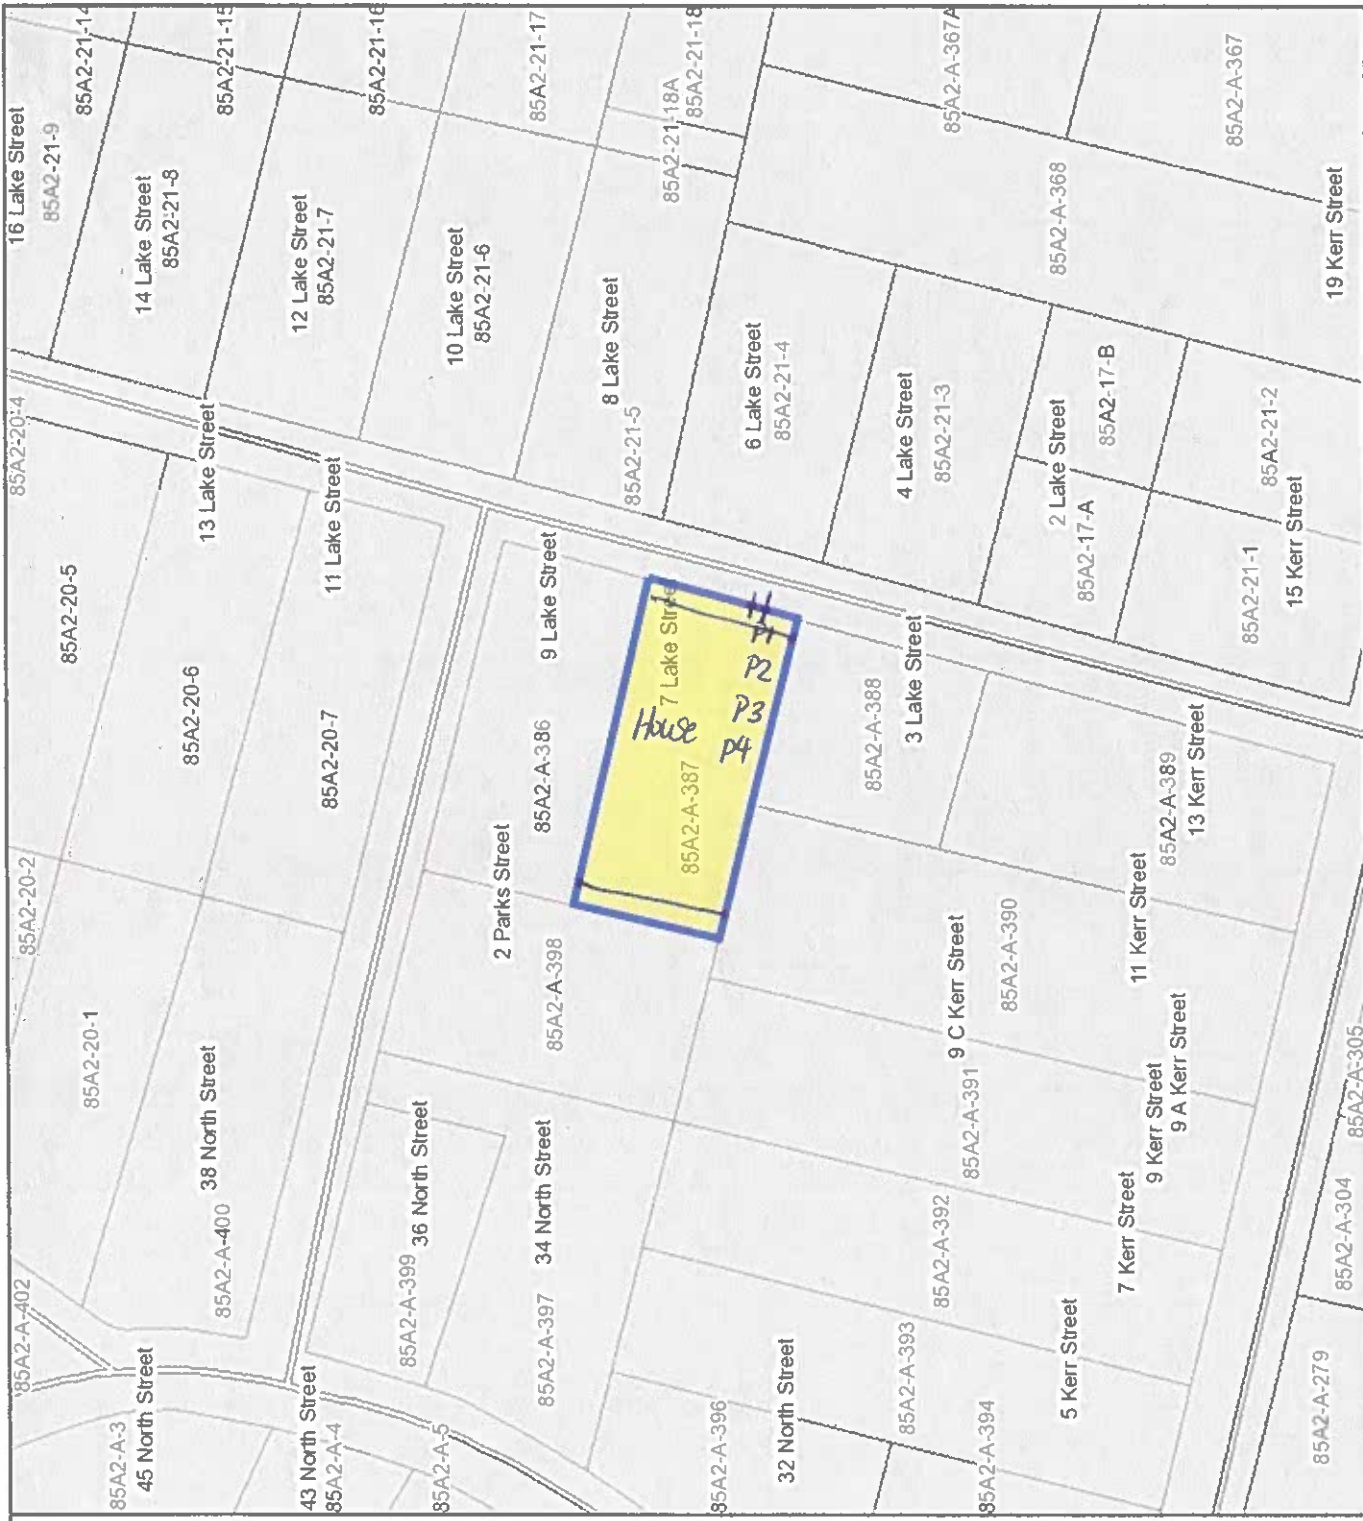 16 Lake Street
85A2-21-9
85A2-21-14
14 Lake Street
85A2-21-8
85A2-21-15
12 Lake Street
85A2-21-7
85A2-21-16
10 Lake Street
85A2-21-6
85A2-21-17
8 Lake Street
85A2-21-5
85A2-21-18A
85A2-21-18
6 Lake Street
85A2-21-4
4 Lake Street
85A2-21-3
85A2-A-367A
85A2-A-368
85A2-A-367
2 Lake Street
85A2-17-A
85A2-17-B
85A2-21-2
85A2-21-1
15 Kerr Street
19 Kerr Street
85A2-20-4
13 Lake Street
11 Lake Street
85A2-20-5
85A2-20-6
85A2-20-7
9 Lake Street
85A2-A-386
7 Lake Street
85A2-A-387
House
P1
P2
P3
P4
85A2-A-388
3 Lake Street
85A2-A-389
13 Kerr Street
85A2-20-2
85A2-20-1
38 North Street
85A2-A-400
2 Parks Street
85A2-A-398
36 North Street
85A2-A-399
34 North Street
85A2-A-397
9 C Kerr Street
85A2-A-390
11 Kerr Street
85A2-A-391
9 Kerr Street
9 A Kerr Street
85A2-A-392
7 Kerr Street
85A2-A-393
5 Kerr Street
85A2-A-394
32 North Street
85A2-A-396
85A2-A-402
85A2-A-3
45 North Street
43 North Street
85A2-A-4
85A2-A-5
85A2-A-305
85A2-A-304
85A2-A-279